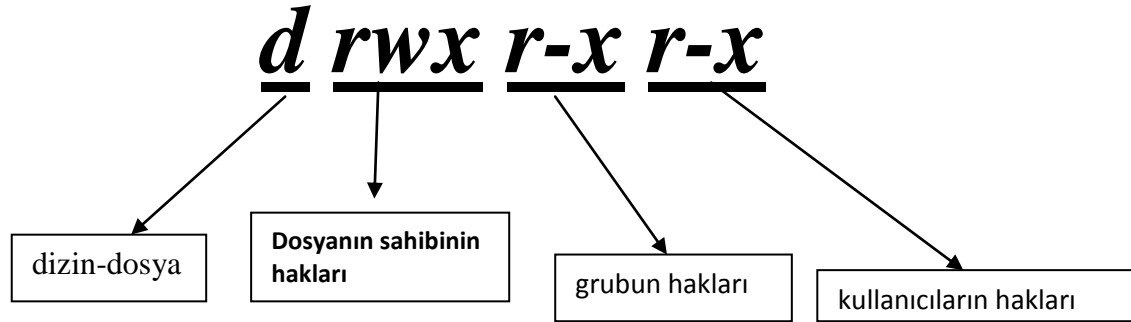 d rwx r-x r-x
dizin-dosya
Dosyanın sahibinin
hakları
grubun hakları
kullanıcıların hakları